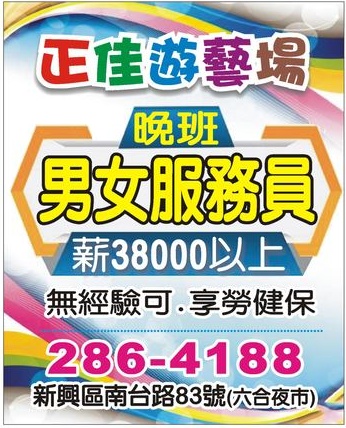 正佳遊藝場
晚班
男女服務員
薪38000以上
無經驗可.享勞健保
286-4188
新興區南台路83號(六合夜市)